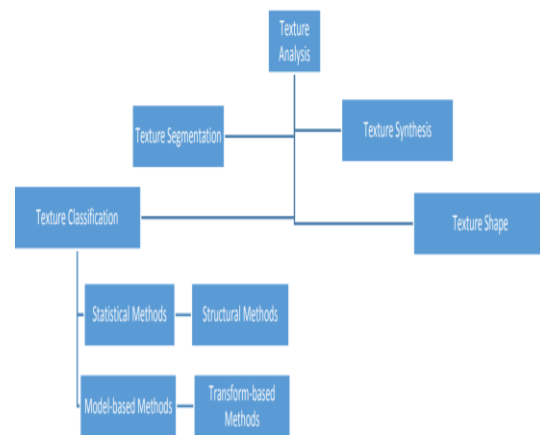 Texture
Analysis
Texture Segmentation
Texture Synthesis
Texture Classification
Texture Shape
Statistical Methods
Structural Methods
Model-based Methods
Transform-based
Methods